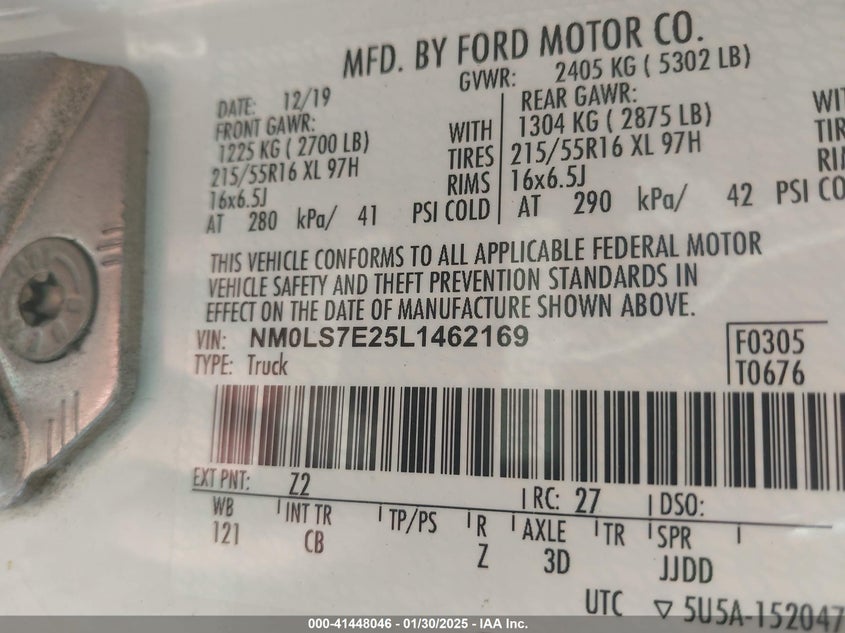 MFD. BY FORD MOTOR CO.
GVWR: 2405 KG ( 5302 LB)
DATE: 12/19
FRONT GAWR:
1225 KG ( 2700 LB)
215/55R16 XL 97H
16x6.5J
AT 280 kPa/ 41 PSI COLD
WITH
TIRES
RIMS
REAR GAWR:
1304 KG ( 2875 LB)
215/55R16 XL 97H
16x6.5J
AT 290 kPa/ 42 PSI COLD
THIS VEHICLE CONFORMS TO ALL APPLICABLE FEDERAL MOTOR
VEHICLE SAFETY AND THEFT PREVENTION STANDARDS IN
EFFECT ON THE DATE OF MANUFACTURE SHOWN ABOVE.
VIN: NM0LS7E25L1462169
TYPE: Truck
F0305
T0676
EXT PNT: Z2 RC: 27 DSO:
WB INT TR TP/PS R AXLE TR SPR
121 CB Z 3D JJDD
UTC ▽ 5U5A-152047
000-41448046 — 01/30/2025 — IAA Inc.